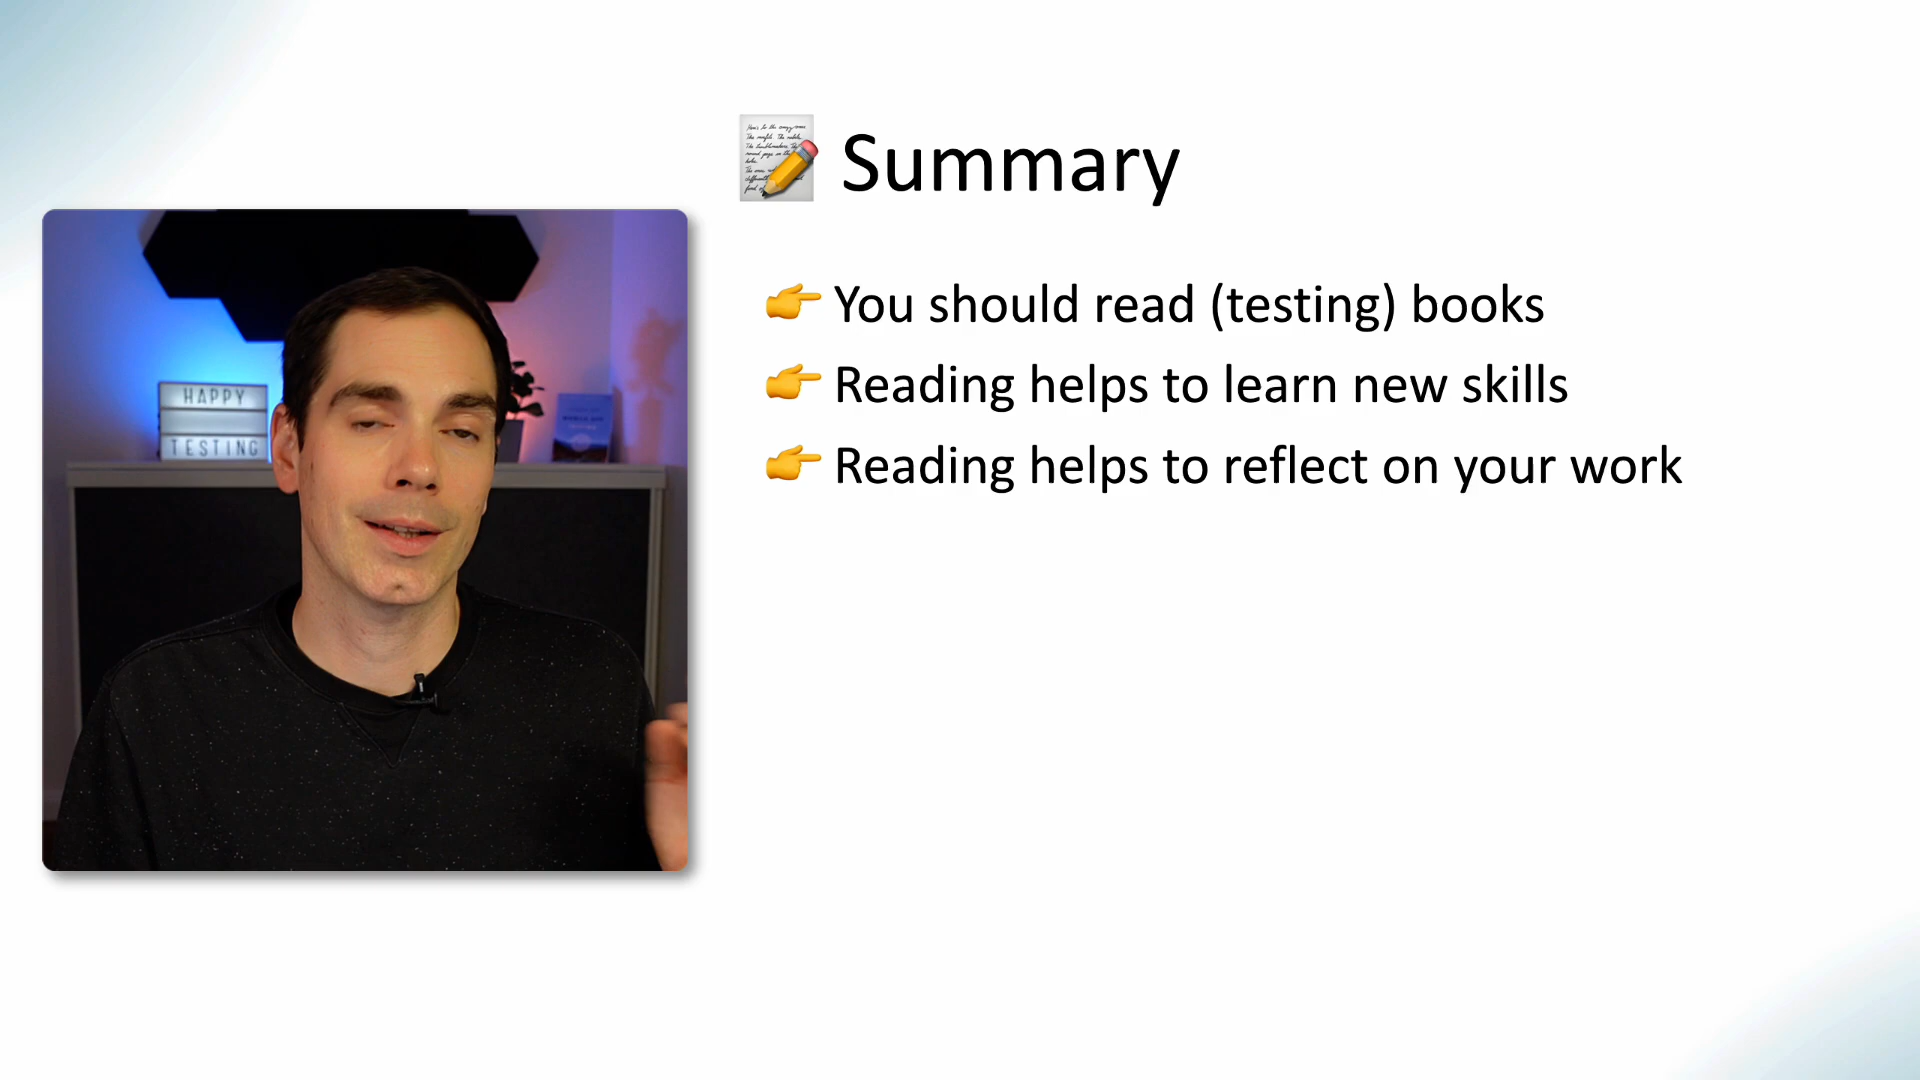 Summary
You should read (testing) books
Reading helps to learn new skills
Reading helps to reflect on your work
HAPPY
TESTING